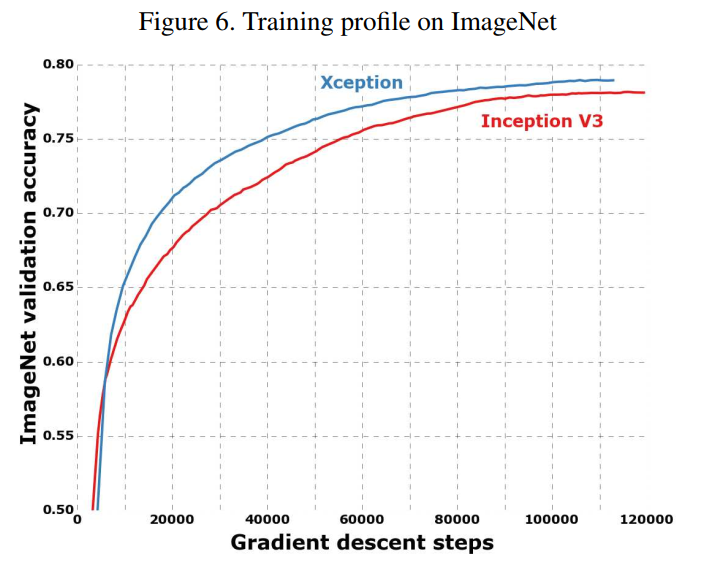 Figure 6. Training profile on ImageNet
0.80
Xception
Inception V3
0.75
0.70
0.65
0.60
0.55
0.50
ImageNet validation accuracy
0 20000 40000 60000 80000 100000 120000
Gradient descent steps